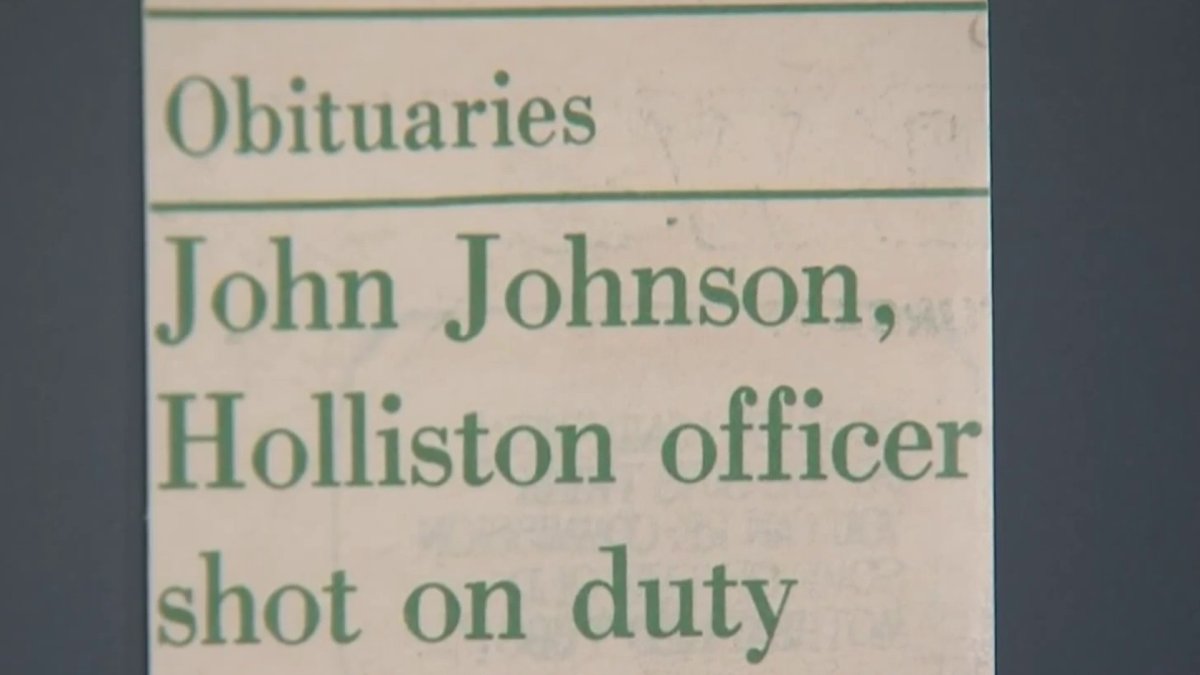 Obituaries
John Johnson,
Holliston officer
shot on duty